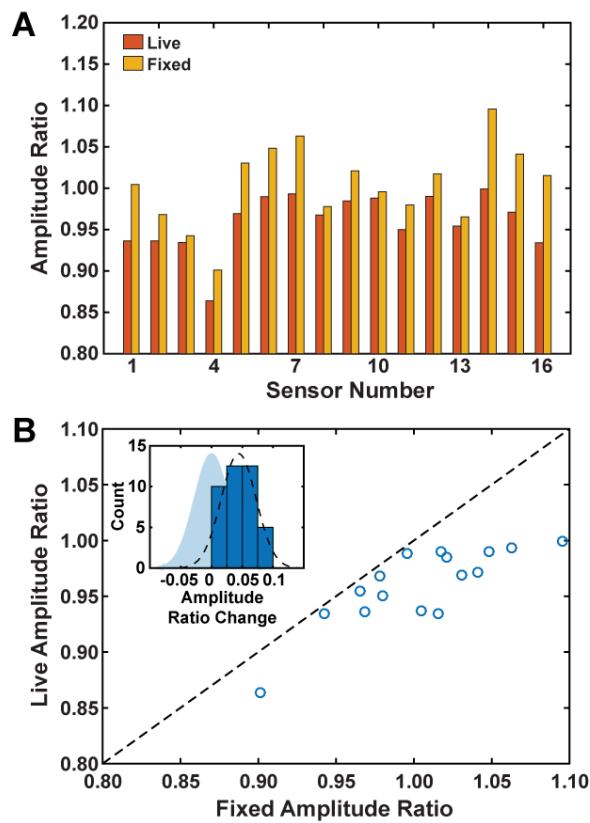 A
Amplitude Ratio
1.20
1.15
1.10
1.05
1.00
0.95
0.90
0.85
0.80
Live
Fixed
1 4 7 10 13 16
Sensor Number
B
Live Amplitude Ratio
1.10
1.05
1.00
0.95
0.90
0.85
0.80
Count
15
10
5
0
-0.05 0 0.05 0.1
Amplitude
Ratio Change
0.80 0.85 0.90 0.95 1.00 1.05 1.10
Fixed Amplitude Ratio